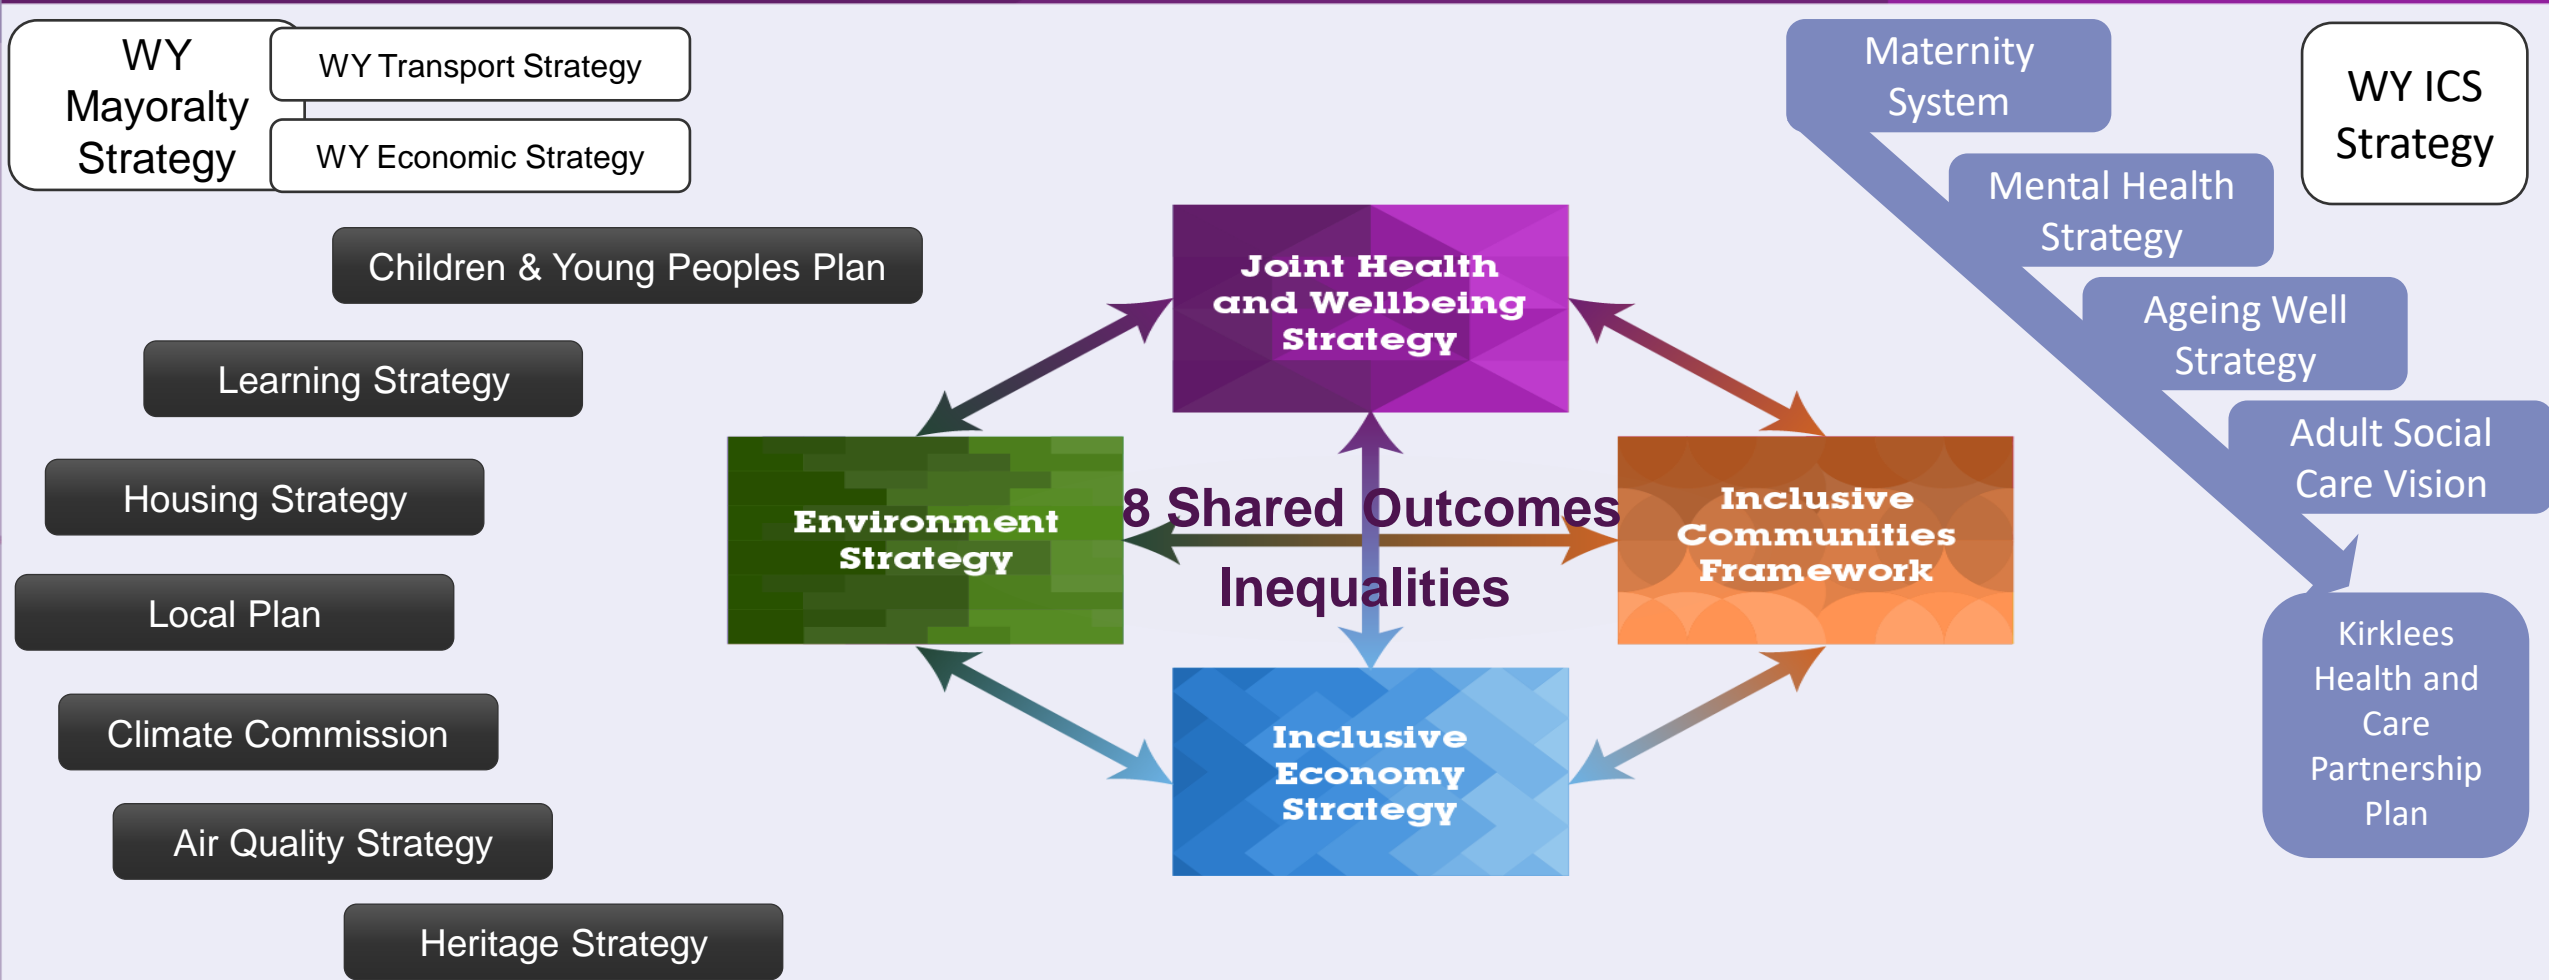 WY
Mayoralty
Strategy
WY Transport Strategy
WY Economic Strategy
Children & Young Peoples Plan
Learning Strategy
Housing Strategy
Local Plan
Climate Commission
Air Quality Strategy
Heritage Strategy
Joint Health
and Wellbeing
Strategy
Environment
Strategy
8 Shared Outcomes
Inequalities
Inclusive
Communities
Framework
Inclusive
Economy
Strategy
Maternity
System
Mental Health
Strategy
Ageing Well
Strategy
Adult Social
Care Vision
WY ICS
Strategy
Kirklees
Health and
Care
Partnership
Plan